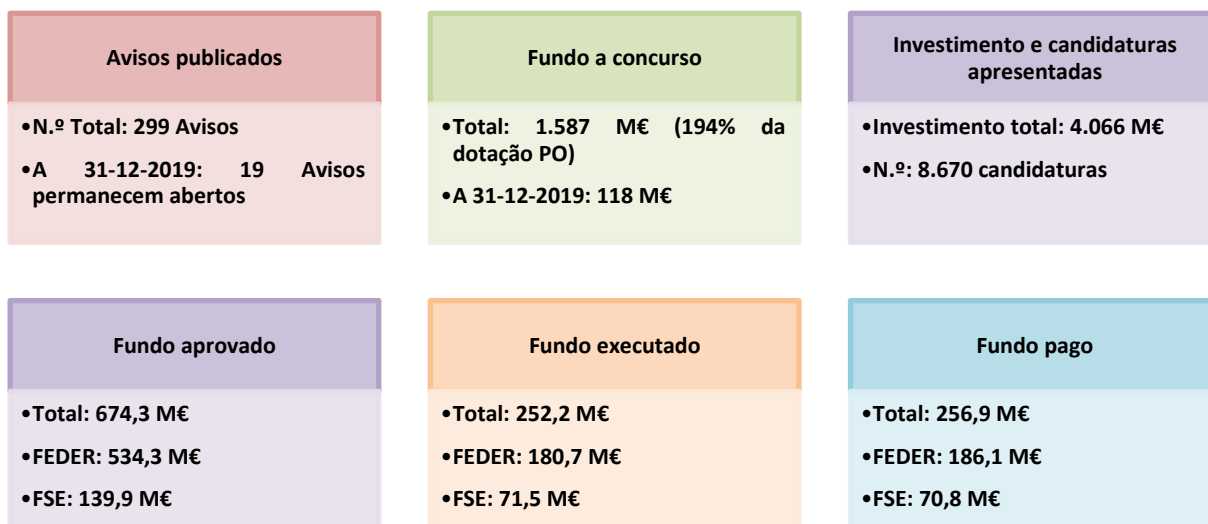 Avisos publicados
•N.º Total: 299 Avisos
•A 31-12-2019: 19 Avisos
permanecem abertos
Fundo a concurso
•Total: 1.587 M€ (194% da
dotação PO)
•A 31-12-2019: 118 M€
Investimento e candidaturas
apresentadas
•Investimento total: 4.066 M€
•N.º: 8.670 candidaturas
Fundo aprovado
•Total: 674,3 M€
•FEDER: 534,3 M€
•FSE: 139,9 M€
Fundo executado
•Total: 252,2 M€
•FEDER: 180,7 M€
•FSE: 71,5 M€
Fundo pago
•Total: 256,9 M€
•FEDER: 186,1 M€
•FSE: 70,8 M€